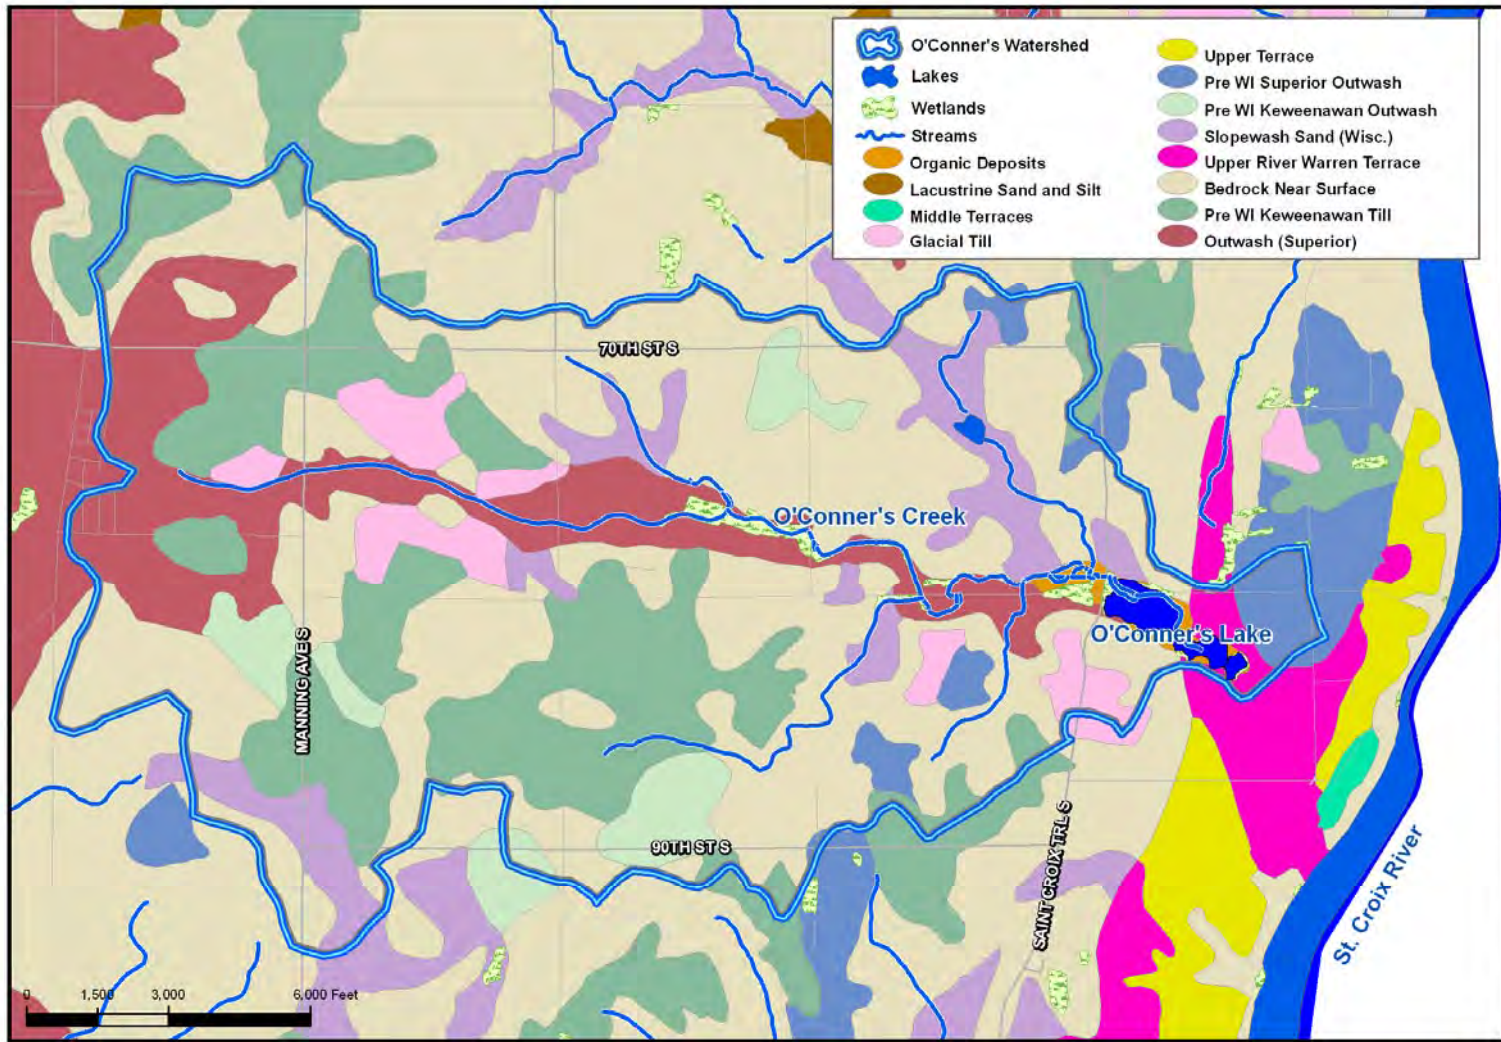 O'Conner's Watershed
Lakes
Wetlands
Streams
Organic Deposits
Lacustrine Sand and Silt
Middle Terraces
Glacial Till
Upper Terrace
Pre WI Superior Outwash
Pre WI Keweenawan Outwash
Slopewash Sand (Wisc.)
Upper River Warren Terrace
Bedrock Near Surface
Pre WI Keweenawan Till
Outwash (Superior)
70TH ST S
O'Conner's Creek
O'Conner's Lake
MANNING AVE S
90TH ST S
SAINT CROIX TRL S
St. Croix River
0 1,500 3,000 6,000 Feet